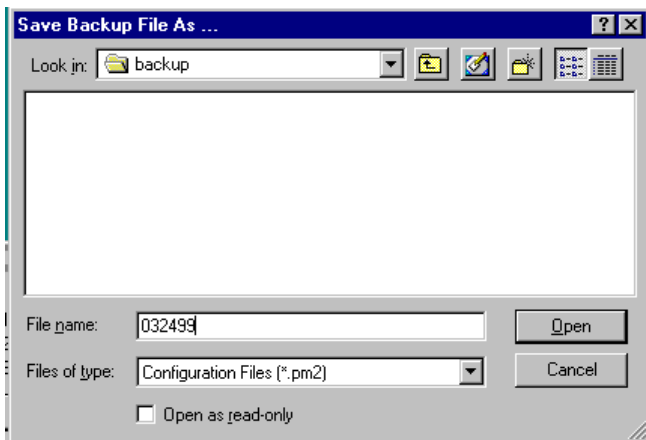 Save Backup File As ...
Look in: backup
File name: 032499
Open
Files of type: Configuration Files (*.pm2)
Cancel
Open as read-only